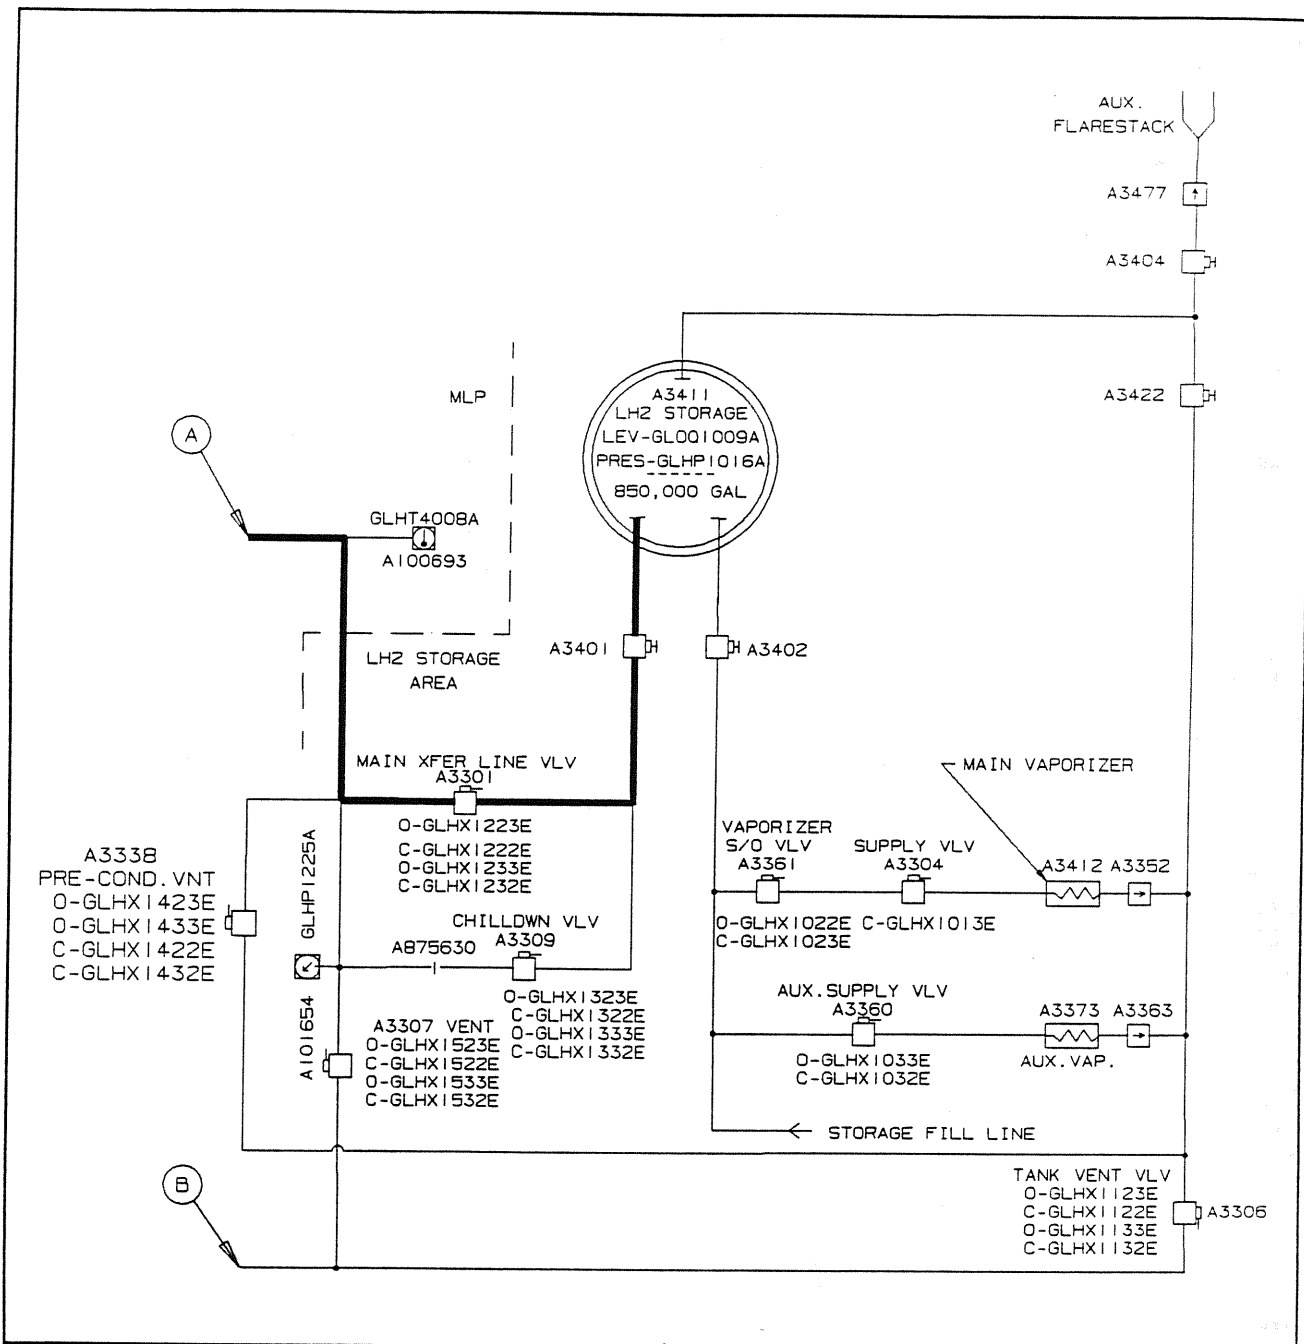 AUX.
FLARESTACK
A3477
A3404
A3422
MLP
A
A3411
LH2 STORAGE
LEV-GLOQ1009A
PRES-GLHP1016A
850,000 GAL
GLHT4008A
A100693
A3401
A3402
LH2 STORAGE
AREA
MAIN XFER LINE VLV
A3301
O-GLHX1223E
C-GLHX1222E
O-GLHX1233E
C-GLHX1232E
MAIN VAPORIZER
VAPORIZER
S/O VLV
A3361
SUPPLY VLV
A3304
A3412
A3352
O-GLHX1022E
C-GLHX1023E
C-GLHX1013E
A3338
PRE-COND.VNT
O-GLHX1423E
O-GLHX1433E
C-GLHX1422E
C-GLHX1432E
GLHP1225A
A101654
CHILLDWN VLV
A3309
A875630
O-GLHX1323E
C-GLHX1322E
O-GLHX1333E
C-GLHX1332E
A3307 VENT
O-GLHX1523E
C-GLHX1522E
O-GLHX1533E
C-GLHX1532E
AUX.SUPPLY VLV
A3360
O-GLHX1033E
C-GLHX1032E
A3373
A3363
AUX.VAP.
STORAGE FILL LINE
B
TANK VENT VLV
O-GLHX1123E
C-GLHX1122E
O-GLHX1133E
C-GLHX1132E
A3306